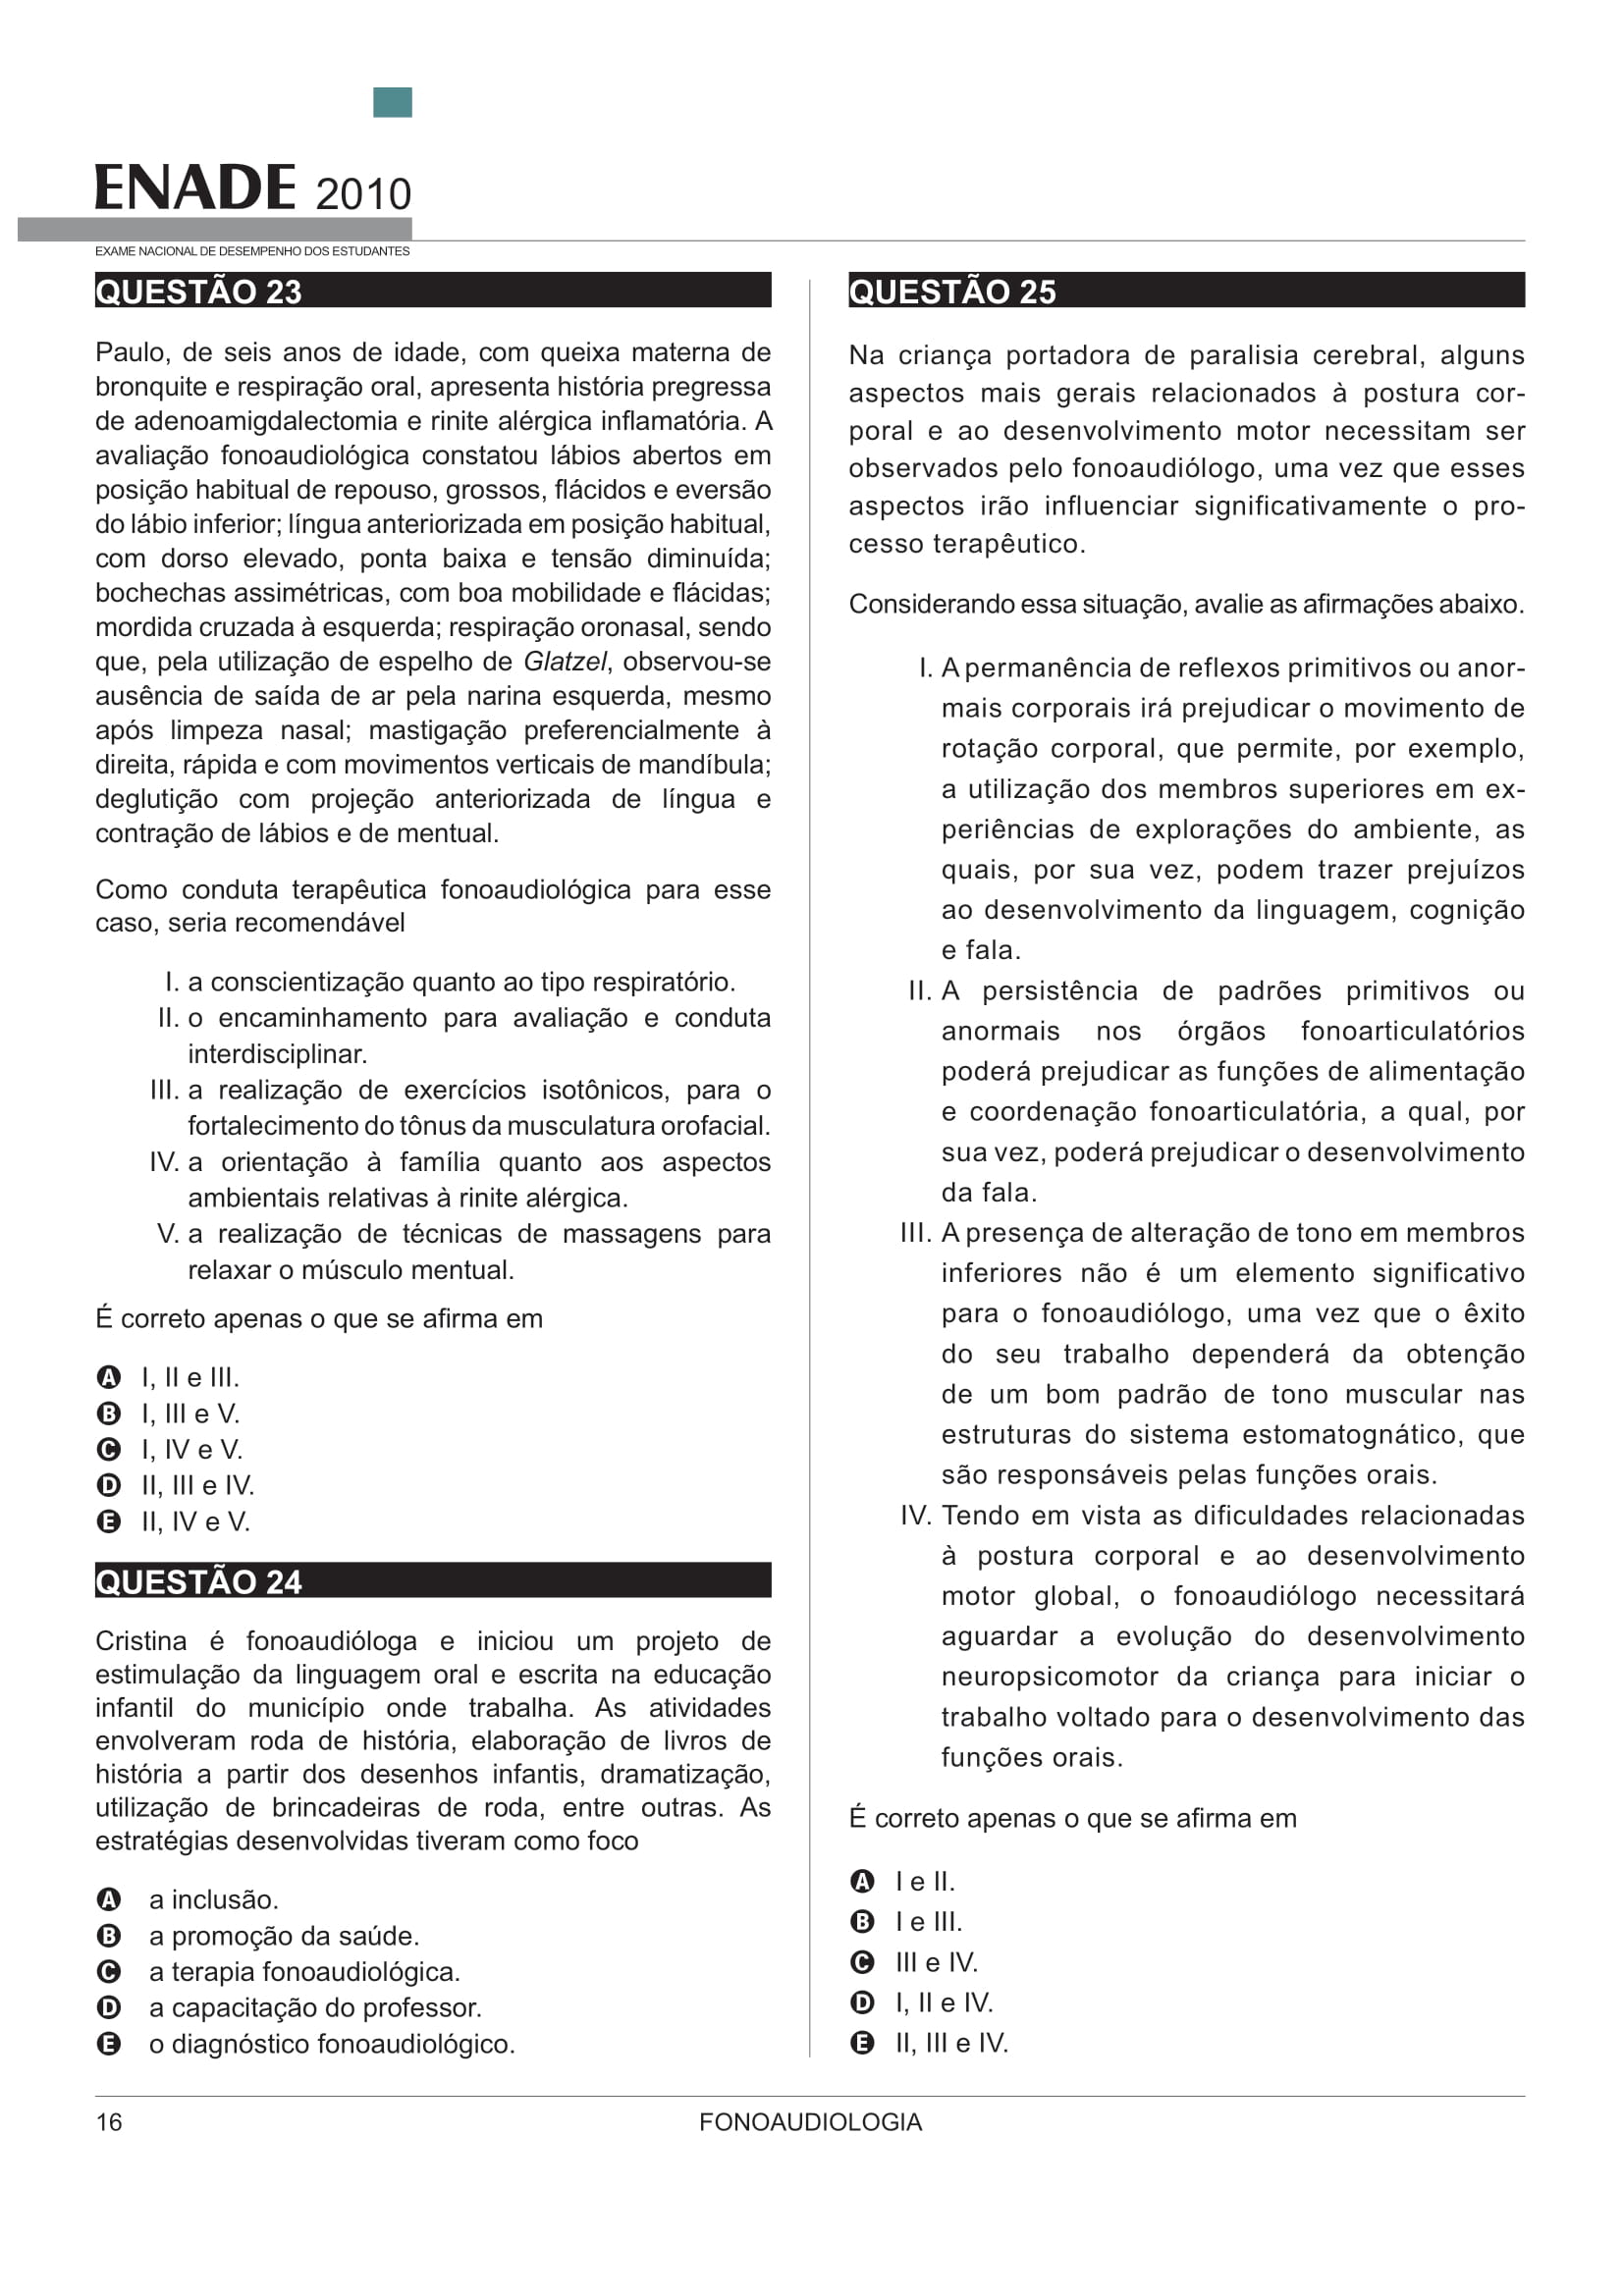 ENADE 2010
EXAME NACIONAL DE DESEMPENHO DOS ESTUDANTES
QUESTÃO 23
Paulo, de seis anos de idade, com queixa materna de
bronquite e respiração oral, apresenta história pregressa
de adenoamigdalectomia e rinite alérgica inflamatória. A
avaliação fonoaudiológica constatou lábios abertos em
posição habitual de repouso, grossos, flácidos e eversão
do lábio inferior; língua anteriorizada em posição habitual,
com dorso elevado, ponta baixa e tensão diminuída;
bochechas assimétricas, com boa mobilidade e flácidas;
mordida cruzada à esquerda; respiração oronasal, sendo
que, pela utilização de espelho de Glatzel, observou-se
ausência de saída de ar pela narina esquerda, mesmo
após limpeza nasal; mastigação preferencialmente à
direita, rápida e com movimentos verticais de mandíbula;
deglutição com projeção anteriorizada de língua e
contração de lábios e de mentual.
Como conduta terapêutica fonoaudiológica para esse
caso, seria recomendável
I. a conscientização quanto ao tipo respiratório.
II. o encaminhamento para avaliação e conduta
interdisciplinar.
III. a realização de exercícios isotônicos, para o
fortalecimento do tônus da musculatura orofacial.
IV. a orientação à família quanto aos aspectos
ambientais relativas à rinite alérgica.
V. a realização de técnicas de massagens para
relaxar o músculo mentual.
É correto apenas o que se afirma em
A I, II e III.
B I, III e V.
C I, IV e V.
D II, III e IV.
E II, IV e V.
QUESTÃO 24
Cristina é fonoaudióloga e iniciou um projeto de
estimulação da linguagem oral e escrita na educação
infantil do município onde trabalha. As atividades
envolveram roda de história, elaboração de livros de
história a partir dos desenhos infantis, dramatização,
utilização de brincadeiras de roda, entre outras. As
estratégias desenvolvidas tiveram como foco
A a inclusão.
B a promoção da saúde.
C a terapia fonoaudiológica.
D a capacitação do professor.
E o diagnóstico fonoaudiológico.
QUESTÃO 25
Na criança portadora de paralisia cerebral, alguns
aspectos mais gerais relacionados à postura cor-
poral e ao desenvolvimento motor necessitam ser
observados pelo fonoaudiólogo, uma vez que esses
aspectos irão influenciar significativamente o pro-
cesso terapêutico.
Considerando essa situação, avalie as afirmações abaixo.
I. A permanência de reflexos primitivos ou anor-
mais corporais irá prejudicar o movimento de
rotação corporal, que permite, por exemplo,
a utilização dos membros superiores em ex-
periências de explorações do ambiente, as
quais, por sua vez, podem trazer prejuízos
ao desenvolvimento da linguagem, cognição
e fala.
II. A persistência de padrões primitivos ou
anormais nos órgãos fonoarticulatórios
poderá prejudicar as funções de alimentação
e coordenação fonoarticulatória, a qual, por
sua vez, poderá prejudicar o desenvolvimento
da fala.
III. A presença de alteração de tono em membros
inferiores não é um elemento significativo
para o fonoaudiólogo, uma vez que o êxito
do seu trabalho dependerá da obtenção
de um bom padrão de tono muscular nas
estruturas do sistema estomatognático, que
são responsáveis pelas funções orais.
IV. Tendo em vista as dificuldades relacionadas
à postura corporal e ao desenvolvimento
motor global, o fonoaudiólogo necessitará
aguardar a evolução do desenvolvimento
neuropsicomotor da criança para iniciar o
trabalho voltado para o desenvolvimento das
funções orais.
É correto apenas o que se afirma em
A I e II.
B I e III.
C III e IV.
D I, II e IV.
E II, III e IV.
16
FONOAUDIOLOGIA